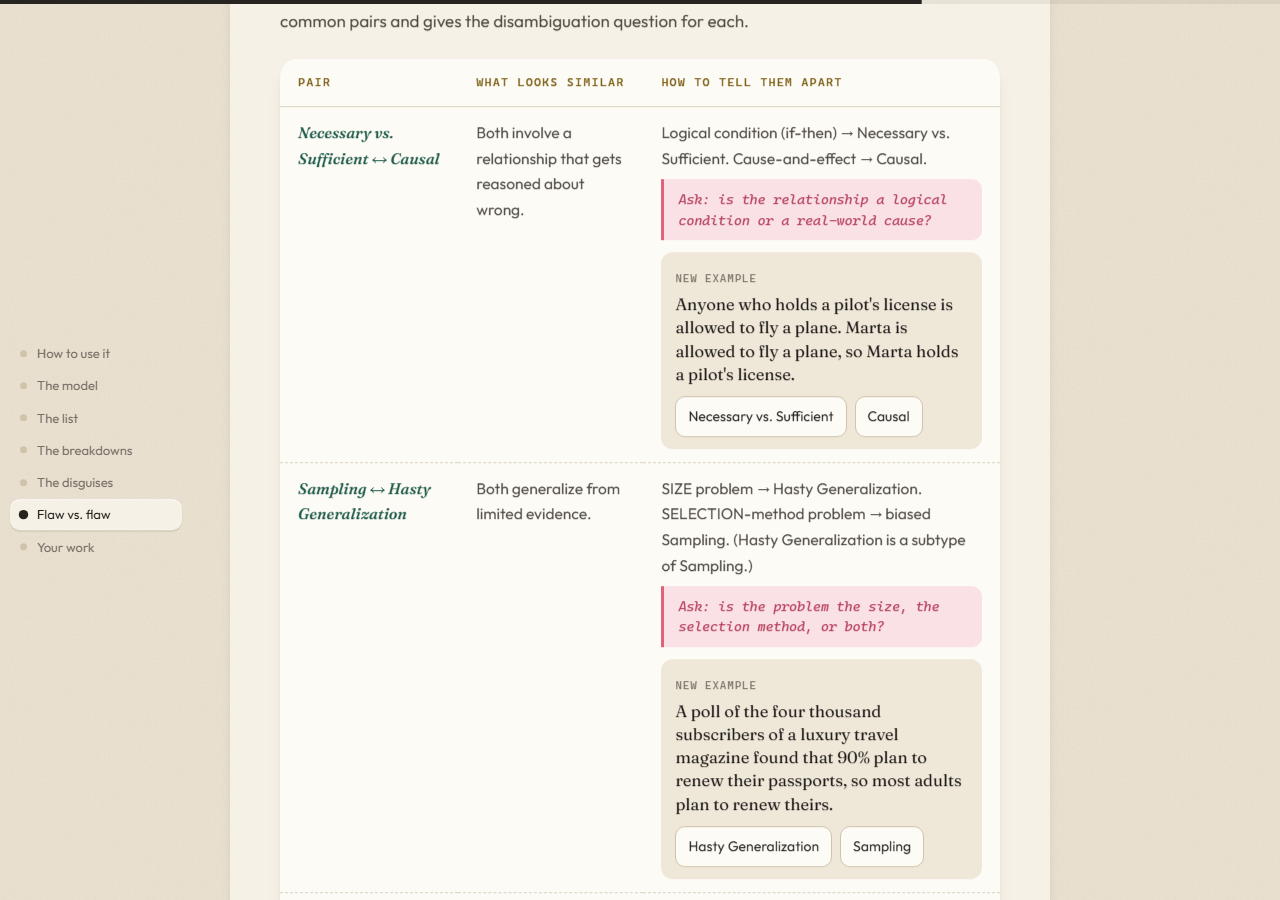 common pairs and gives the disambiguation question for each.
PAIR
WHAT LOOKS SIMILAR
HOW TO TELL THEM APART
Necessary vs.
Sufficient ↔ Causal
Both involve a
relationship that gets
reasoned about
wrong.
Logical condition (if-then) → Necessary vs.
Sufficient. Cause-and-effect → Causal.
Ask: is the relationship a logical
condition or a real-world cause?
NEW EXAMPLE
Anyone who holds a pilot's license is
allowed to fly a plane. Marta is
allowed to fly a plane, so Marta holds
a pilot's license.
Necessary vs. Sufficient
Causal
Sampling ↔ Hasty
Generalization
Both generalize from
limited evidence.
SIZE problem → Hasty Generalization.
SELECTION-method problem → biased
Sampling. (Hasty Generalization is a subtype
of Sampling.)
Ask: is the problem the size, the
selection method, or both?
NEW EXAMPLE
A poll of the four thousand
subscribers of a luxury travel
magazine found that 90% plan to
renew their passports, so most adults
plan to renew theirs.
Hasty Generalization
Sampling
How to use it
The model
The list
The breakdowns
The disguises
Flaw vs. flaw
Your work